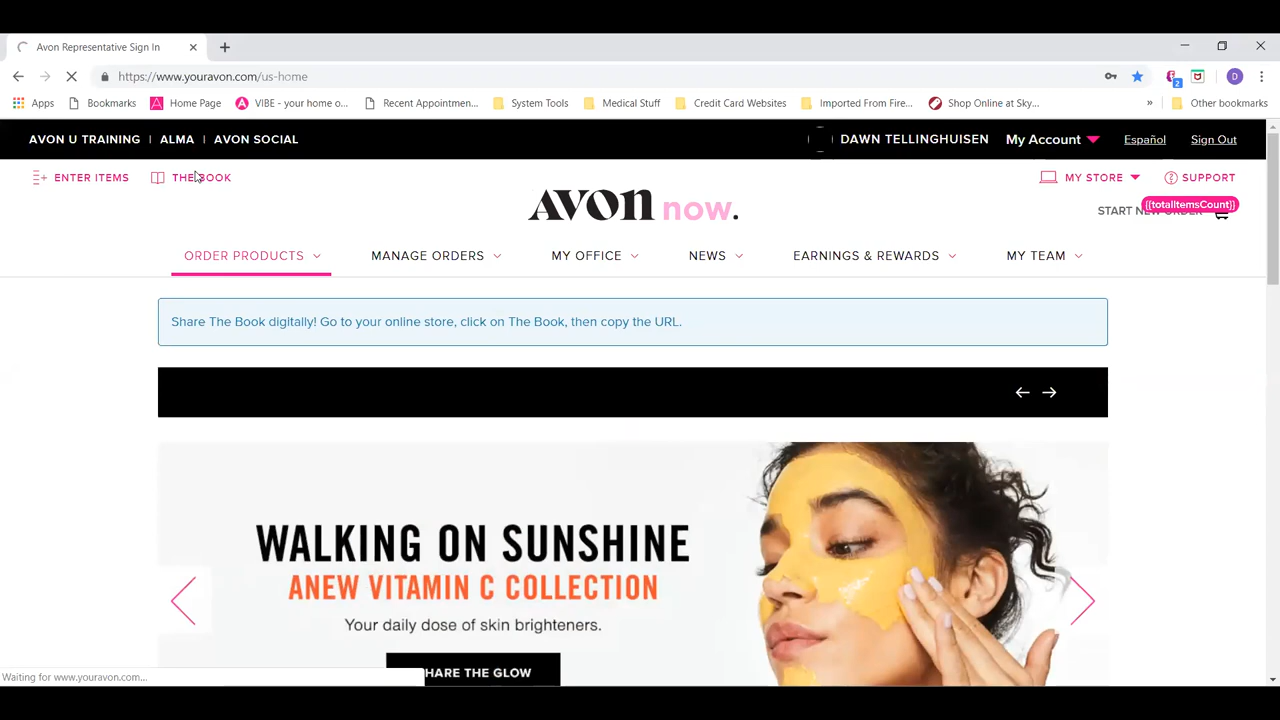 Avon Representative Sign In
https://www.youravon.com/us-home
D
Apps Bookmarks Home Page VIBE - your home o... Recent Appointmen... System Tools Medical Stuff Credit Card Websites Imported From Fire... Shop Online at Sky... » Other bookmarks
2
AVON U TRAINING | ALMA | AVON SOCIAL DAWN TELLINGHUISEN My Account Español Sign Out
ENTER ITEMS THE BOOK MY STORE SUPPORT
AVON now.
START NEW ORDER {{totalItemsCount}}
ORDER PRODUCTS MANAGE ORDERS MY OFFICE NEWS EARNINGS & REWARDS MY TEAM
Share The Book digitally! Go to your online store, click on The Book, then copy the URL.
WALKING ON SUNSHINE
ANEW VITAMIN C COLLECTION
Your daily dose of skin brighteners.
HARE THE GLOW
Waiting for www.youravon.com...